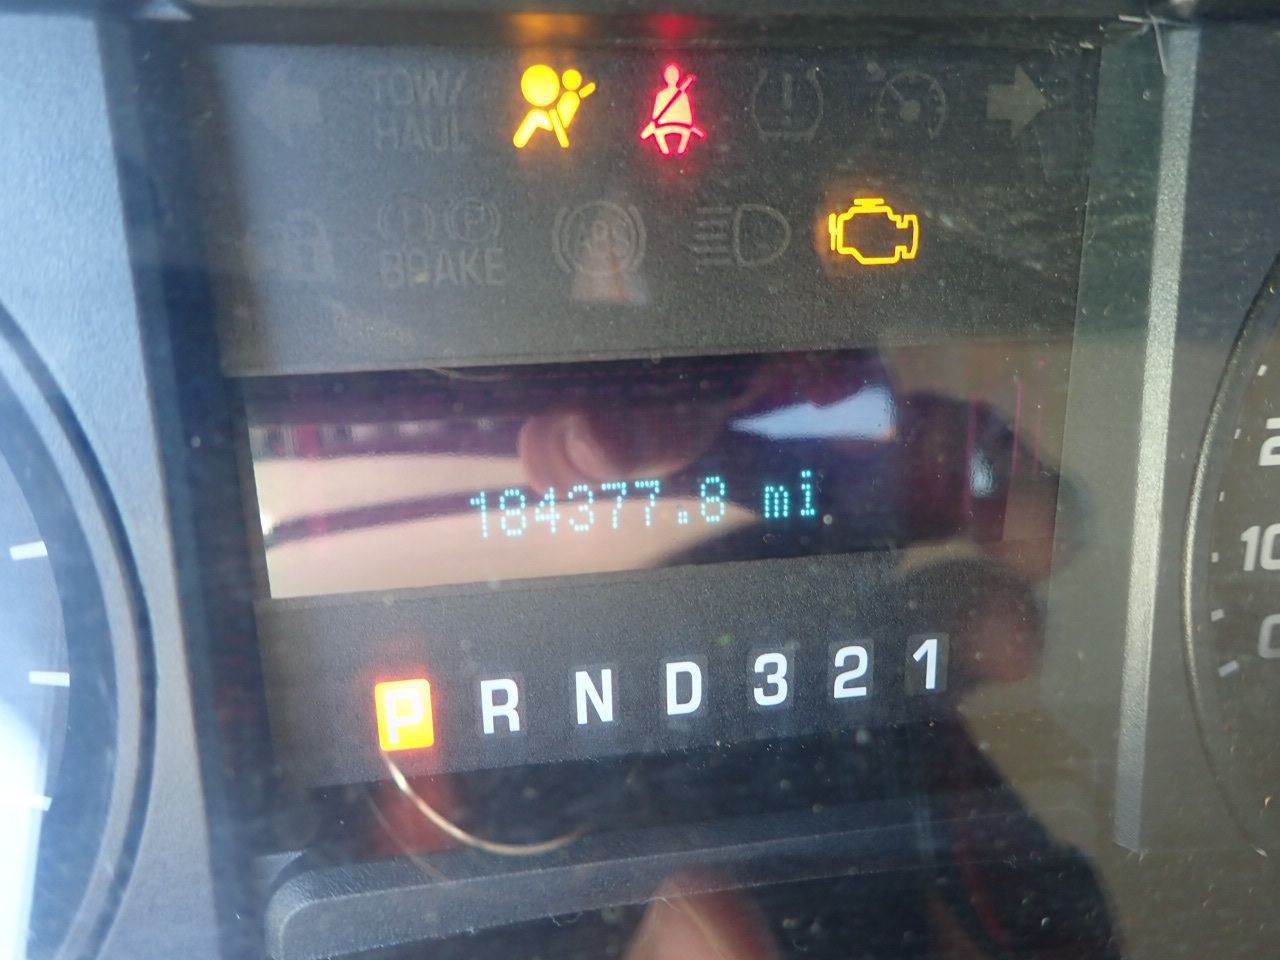 TOW/
HAUL
BRAKE
ABS
184377.8 mi
P R N D 3 2 1